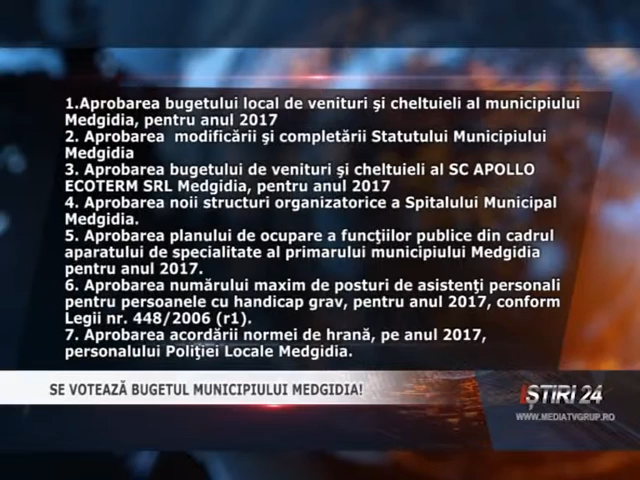 1.Aprobarea bugetului local de venituri şi cheltuieli al municipiului
Medgidia, pentru anul 2017
2. Aprobarea modificării şi completării Statutului Municipiului
Medgidia
3. Aprobarea bugetului de venituri şi cheltuieli al SC APOLLO
ECOTERM SRL Medgidia, pentru anul 2017
4. Aprobarea noii structuri organizatorice a Spitalului Municipal
Medgidia.
5. Aprobarea planului de ocupare a funcţiilor publice din cadrul
aparatului de specialitate al primarului municipiului Medgidia
pentru anul 2017.
6. Aprobarea numărului maxim de posturi de asistenţi personali
pentru persoanele cu handicap grav, pentru anul 2017, conform
Legii nr. 448/2006 (r1).
7. Aprobarea acordării normei de hrană, pe anul 2017,
personalului Poliţiei Locale Medgidia.
SE VOTEAZĂ BUGETUL MUNICIPIULUI MEDGIDIA!
ŞTIRI 24
WWW.MEDIATVGRUP.RO